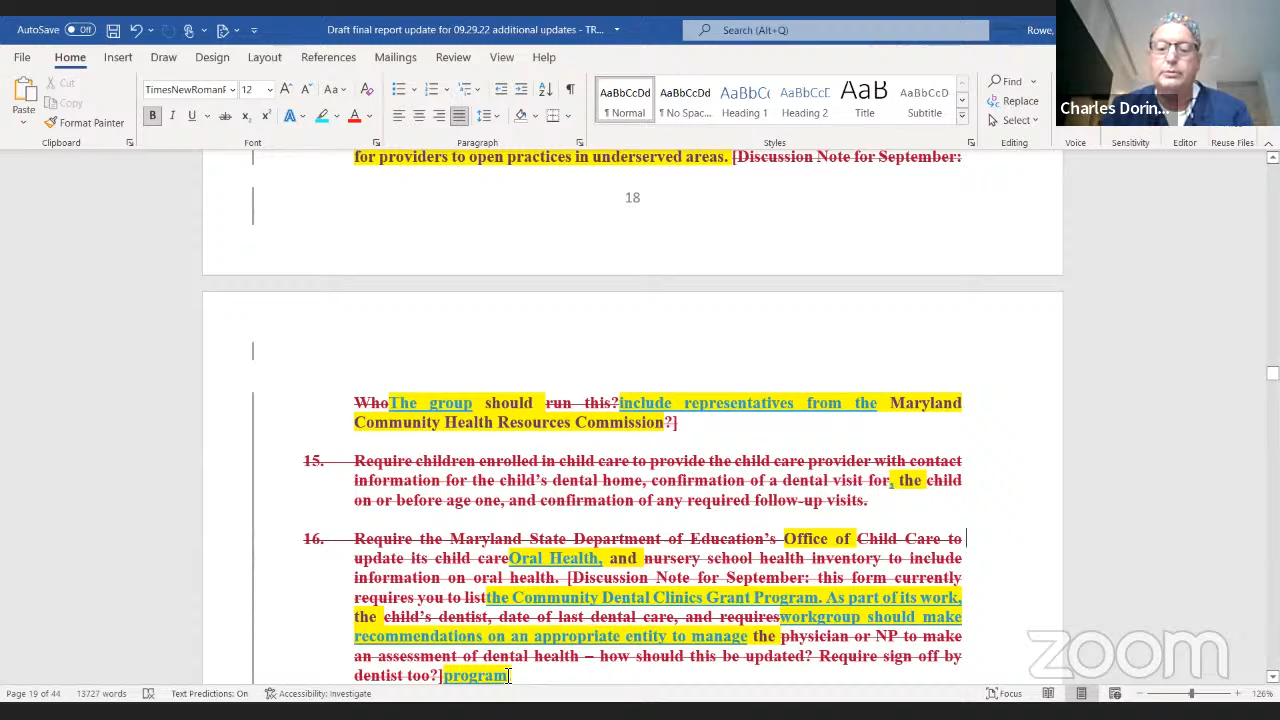 AutoSave Off Draft final report update for 09.29.22 additional updates - TR... Search (Alt+Q) Rowe,
File Home Insert Draw Design Layout References Mailings Review View Help
Paste Cut Copy Format Painter
TimesNewRomanF 12
AaBbCcDd AaBbCcDd AaBbC AaBbCcC AaB AaBbCcD
¶ Normal ¶ No Spac... Heading 1 Heading 2 Title Subtitle
Find Replace Select
Charles Dorin...
Clipboard Font Paragraph Styles Editing Voice Sensitivity Editor Reuse Files
for providers to open practices in underserved areas. [Discussion Note for September:
18
WhoThe group should run this?include representatives from the Maryland
Community Health Resources Commission?]
15. Require children enrolled in child care to provide the child care provider with contact
information for the child's dental home, confirmation of a dental visit for, the child
on or before age one, and confirmation of any required follow-up visits.
16. Require the Maryland State Department of Education's Office of Child Care to
update its child careOral Health, and nursery school health inventory to include
information on oral health. [Discussion Note for September: this form currently
requires you to listthe Community Dental Clinics Grant Program. As part of its work,
the child's dentist, date of last dental care, and requiresworkgroup should make
recommendations on an appropriate entity to manage the physician or NP to make
an assessment of dental health – how should this be updated? Require sign off by
dentist too?]program
zoom
Page 19 of 44 13727 words Text Predictions: On Accessibility: Investigate Focus 126%